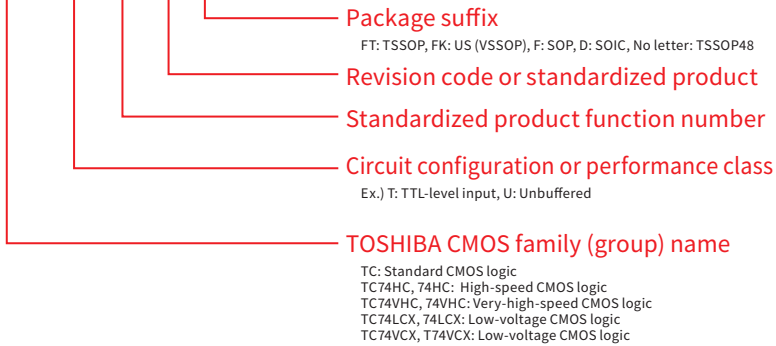 Package suffix
FT: TSSOP, FK: US (VSSOP), F: SOP, D: SOIC, No letter: TSSOP48
Revision code or standardized product
Standardized product function number
Circuit configuration or performance class
Ex.) T: TTL-level input, U: Unbuffered
TOSHIBA CMOS family (group) name
TC: Standard CMOS logic
TC74HC, 74HC: High-speed CMOS logic
TC74VHC, 74VHC: Very-high-speed CMOS logic
TC74LCX, 74LCX: Low-voltage CMOS logic
TC74VCX, T74VCX: Low-voltage CMOS logic